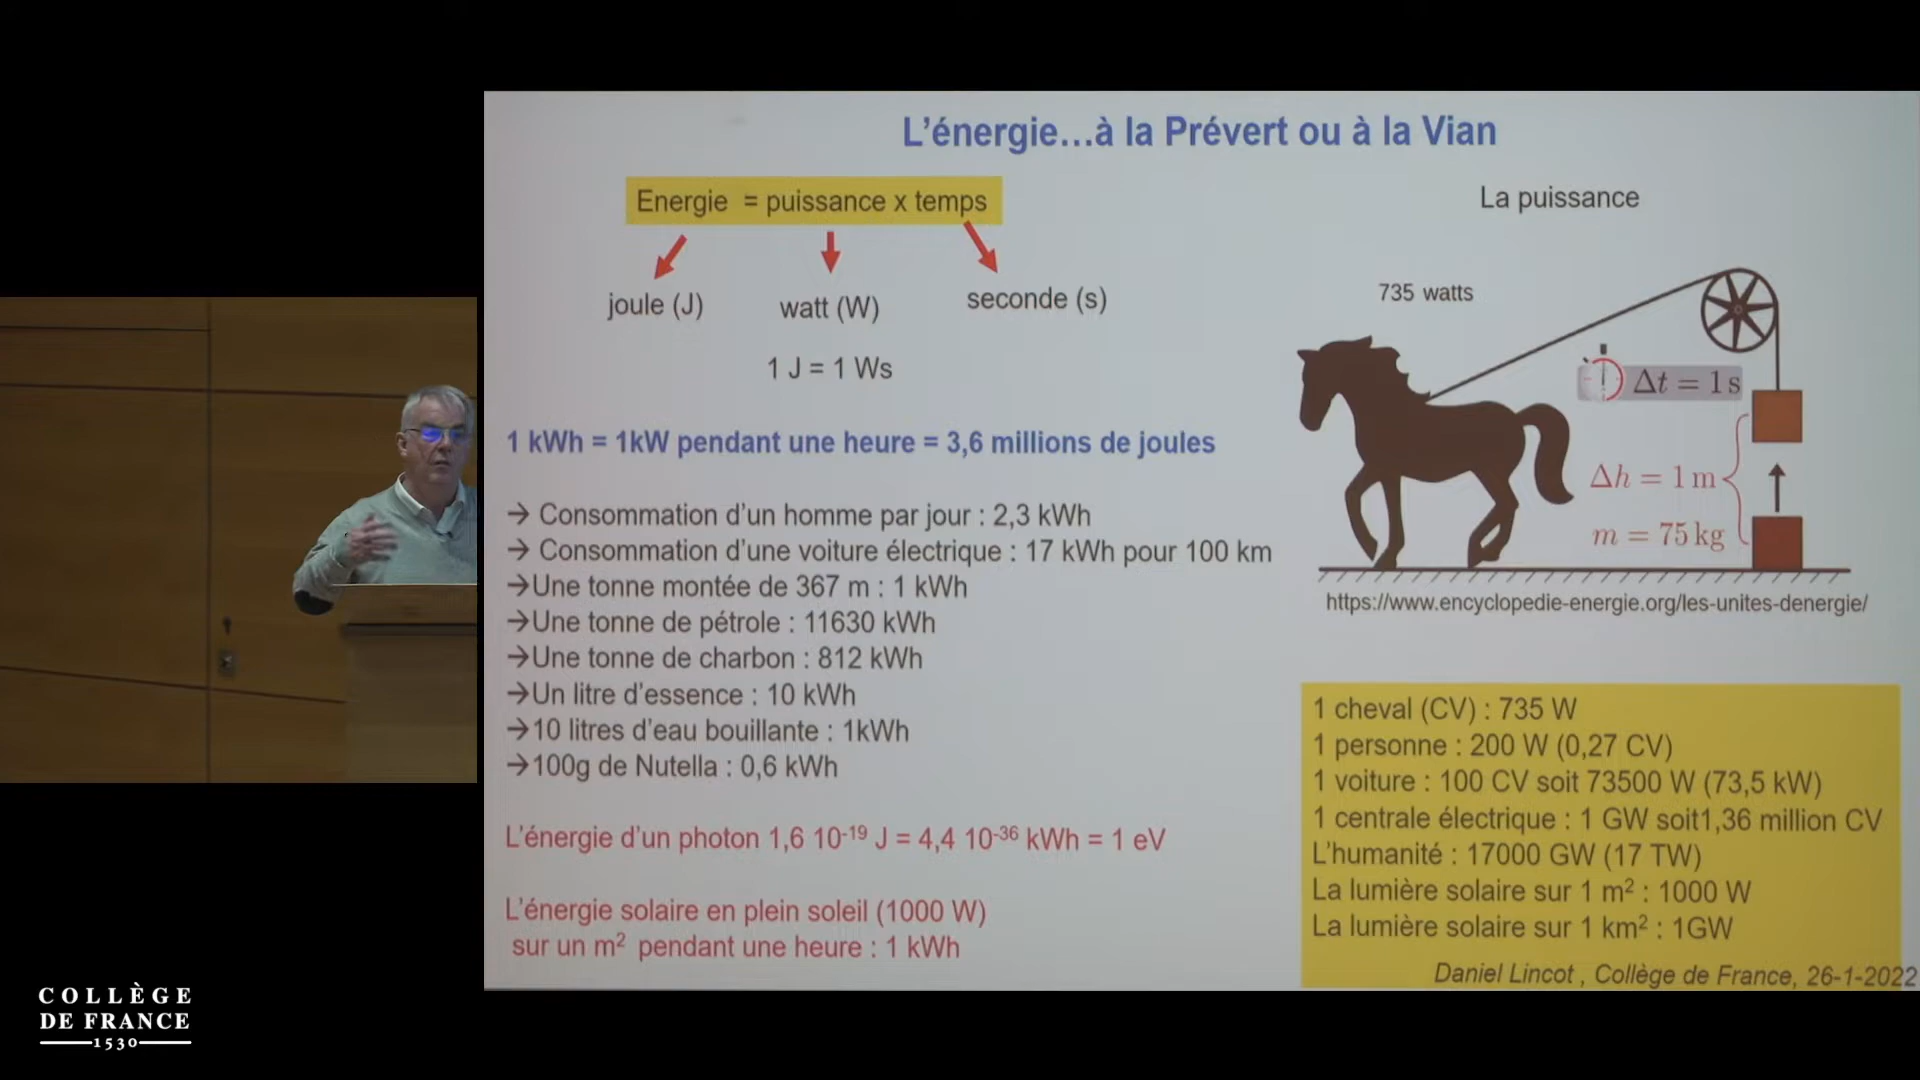 L'énergie...à la Prévert ou à la Vian
Energie = puissance x temps
joule (J)
watt (W)
seconde (s)
1 J = 1 Ws
1 kWh = 1kW pendant une heure = 3,6 millions de joules
→ Consommation d'un homme par jour : 2,3 kWh
→ Consommation d'une voiture électrique : 17 kWh pour 100 km
→Une tonne montée de 367 m : 1 kWh
→Une tonne de pétrole : 11630 kWh
→Une tonne de charbon : 812 kWh
→Un litre d'essence : 10 kWh
→10 litres d'eau bouillante : 1kWh
→100g de Nutella : 0,6 kWh
L'énergie d'un photon 1,6 10⁻¹⁹ J = 4,4 10⁻³⁶ kWh = 1 eV
L'énergie solaire en plein soleil (1000 W)
sur un m² pendant une heure : 1 kWh
La puissance
735 watts
Δt = 1 s
Δh = 1 m
m = 75 kg
https://www.encyclopedie-energie.org/les-unites-denergie/
1 cheval (CV) : 735 W
1 personne : 200 W (0,27 CV)
1 voiture : 100 CV soit 73500 W (73,5 kW)
1 centrale électrique : 1 GW soit1,36 million CV
L'humanité : 17000 GW (17 TW)
La lumière solaire sur 1 m² : 1000 W
La lumière solaire sur 1 km² : 1GW
Daniel Lincot , Collège de France, 26-1-2022
COLLÈGE
DE FRANCE
1530